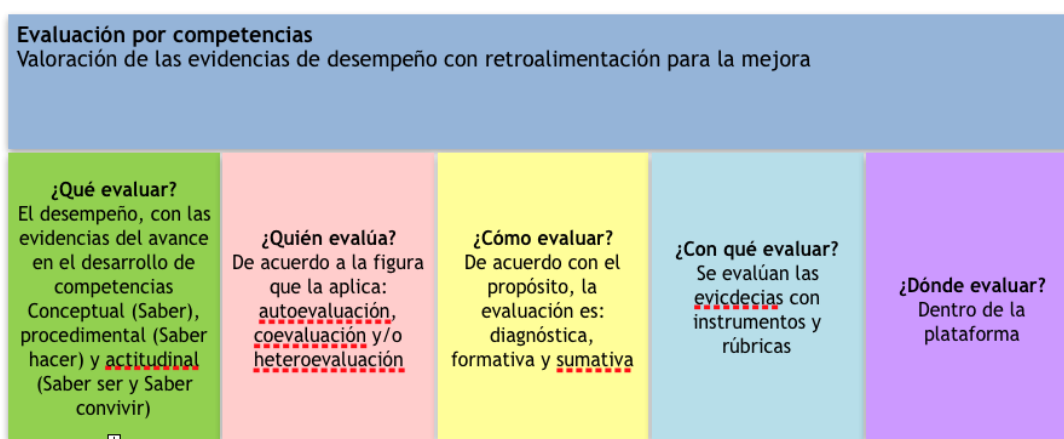 Evaluación por competencias
Valoración de las evidencias de desempeño con retroalimentación para la mejora
¿Qué evaluar?
El desempeño, con las
evidencias del avance
en el desarrollo de
competencias
Conceptual (Saber),
procedimental (Saber
hacer) y actitudinal
(Saber ser y Saber
convivir)
¿Quién evalúa?
De acuerdo a la figura
que la aplica:
autoevaluación,
coevaluación y/o
heteroevaluación
¿Cómo evaluar?
De acuerdo con el
propósito, la
evaluación es:
diagnóstica,
formativa y sumativa
¿Con qué evaluar?
Se evalúan las
evicdecias con
instrumentos y
rúbricas
¿Dónde evaluar?
Dentro de la
plataforma